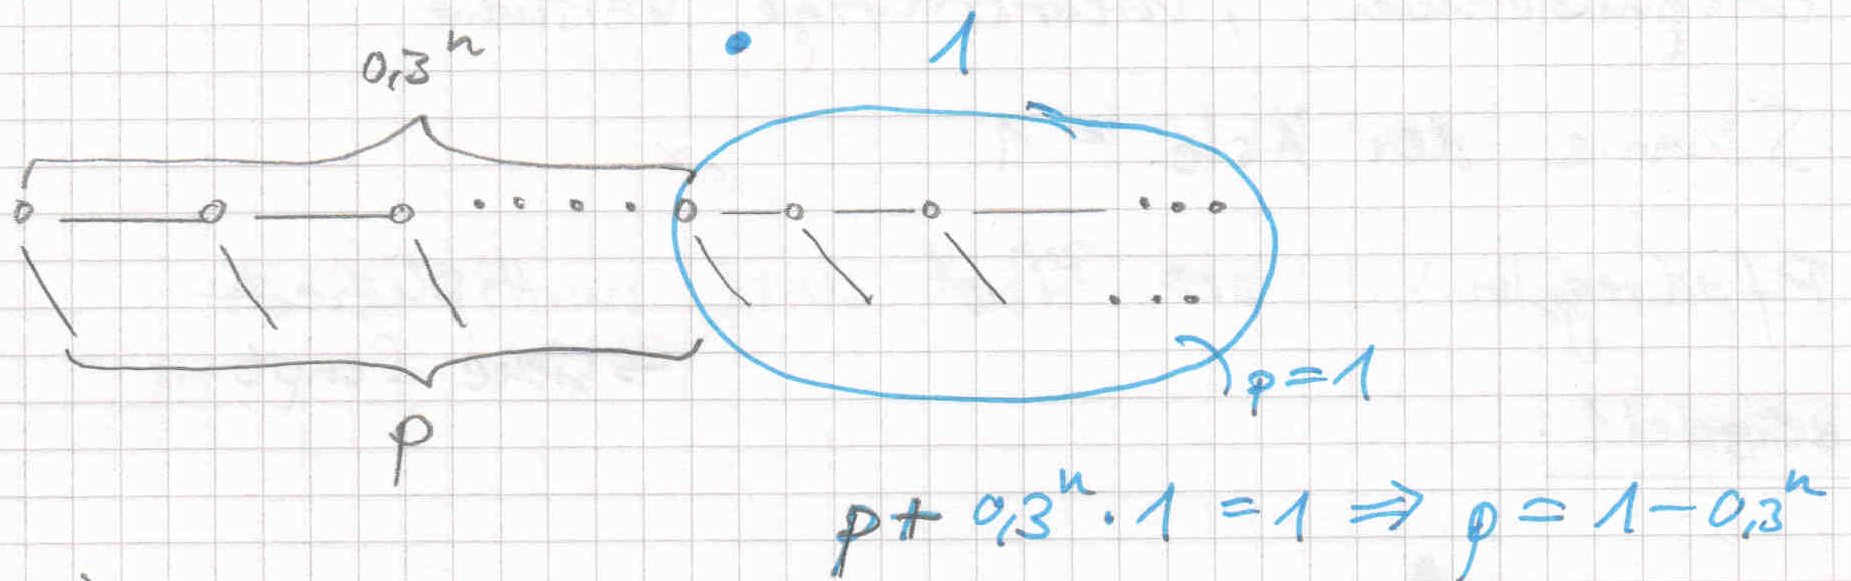 0,3^n · 1
p = 1
p
p + 0,3^n · 1 = 1 ⇒ p = 1 − 0,3^n